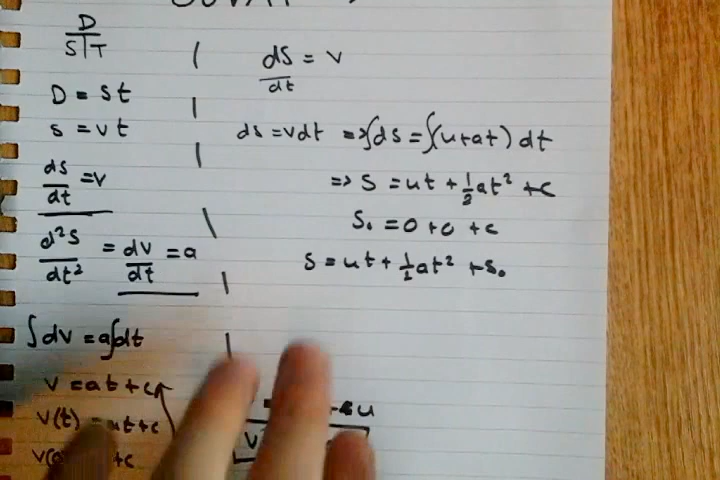 D
S | T
D = st
s = vt
ds/dt = v
d²s/dt² = dv/dt = a
∫dv = a∫dt
v = at + c
v(t) = ut + c
+ c
ds/dt = v
ds = vdt => ∫ds = ∫(u+at) dt
=> s = ut + ½at² + c
s₀ = 0 + 0 + c
s = ut + ½at² + s₀
u